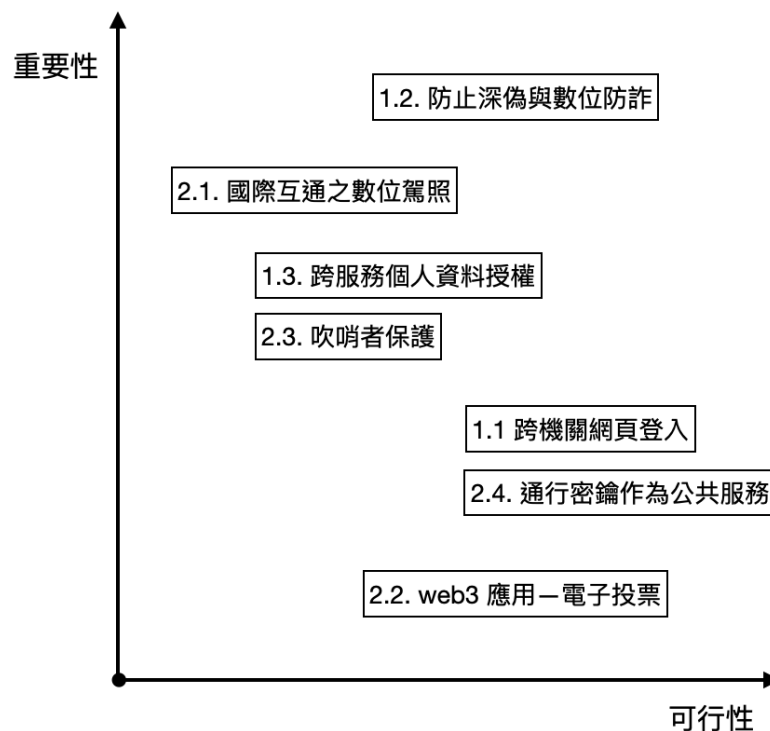 重要性
1.2. 防止深偽與數位防詐
2.1. 國際互通之數位駕照
1.3. 跨服務個人資料授權
2.3. 吹哨者保護
1.1 跨機關網頁登入
2.4. 通行密鑰作為公共服務
2.2. web3 應用－電子投票
可行性